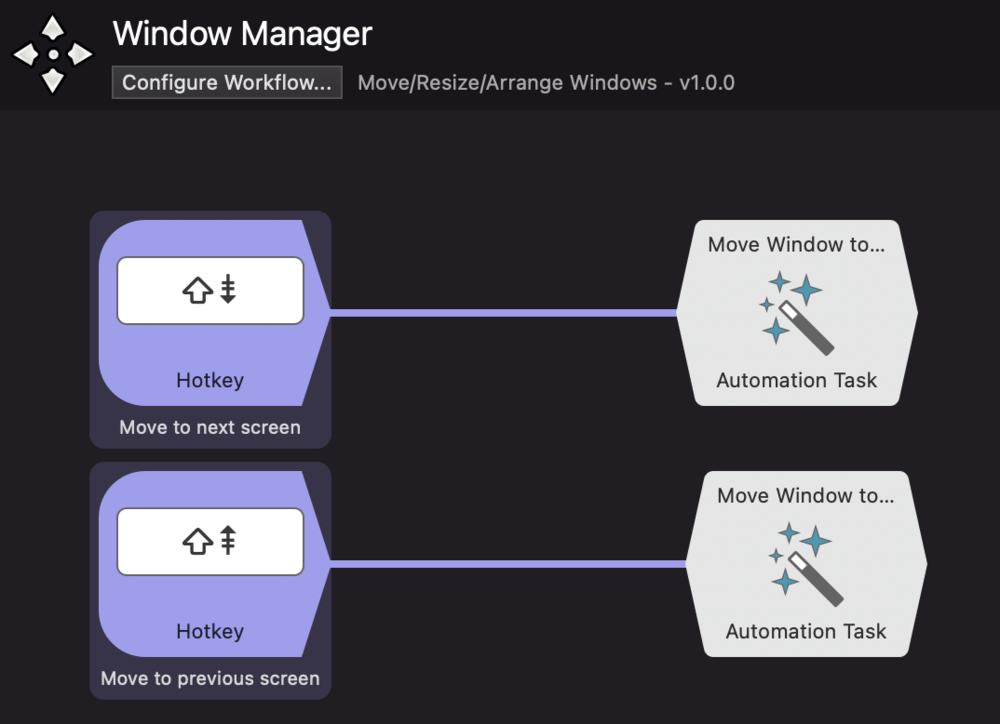 Window Manager
Configure Workflow...
Move/Resize/Arrange Windows - v1.0.0
Move Window to...
⇧⇟
Hotkey
Automation Task
Move to next screen
Move Window to...
⇧⇞
Hotkey
Automation Task
Move to previous screen